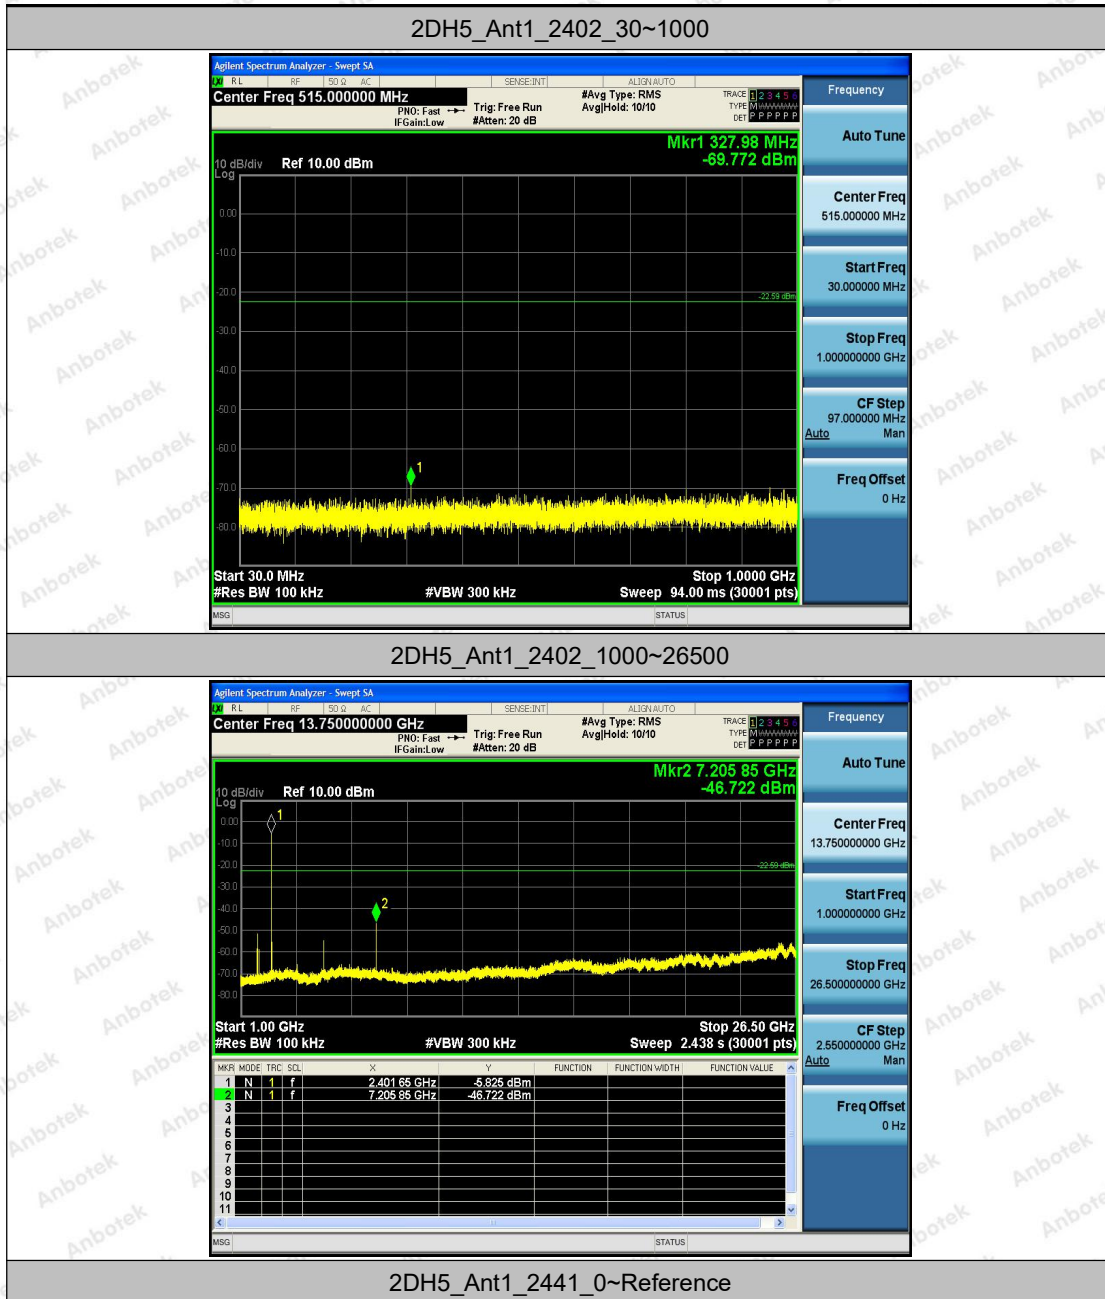 2DH5_Ant1_2402_30~1000
Agilent Spectrum Analyzer - Swept SA
RL RF 50 Ω AC SENSE:INT ALIGN AUTO
Center Freq 515.000000 MHz
PNO: Fast
IFGain:Low
Trig: Free Run
#Atten: 20 dB
#Avg Type: RMS
Avg|Hold: 10/10
TRACE 1 2 3 4 5 6
TYPE M
DET P P P P P P
Mkr1 327.98 MHz
-69.772 dBm
10 dB/div Ref 10.00 dBm
Log
0.00
-10.0
-20.0
-22.59 dBm
-30.0
-40.0
-50.0
-60.0
1
-70.0
-80.0
Start 30.0 MHz Stop 1.0000 GHz
#Res BW 100 kHz #VBW 300 kHz Sweep 94.00 ms (30001 pts)
MSG STATUS
Frequency
Auto Tune
Center Freq
515.000000 MHz
Start Freq
30.000000 MHz
Stop Freq
1.000000000 GHz
CF Step
97.000000 MHz
Auto Man
Freq Offset
0 Hz
2DH5_Ant1_2402_1000~26500
Agilent Spectrum Analyzer - Swept SA
RL RF 50 Ω AC SENSE:INT ALIGN AUTO
Center Freq 13.750000000 GHz
PNO: Fast
IFGain:Low
Trig: Free Run
#Atten: 20 dB
#Avg Type: RMS
Avg|Hold: 10/10
TRACE 1 2 3 4 5 6
TYPE M
DET P P P P P P
Mkr2 7.205 85 GHz
-46.722 dBm
10 dB/div Ref 10.00 dBm
Log
0.00
1
-10.0
-20.0
-22.59 dBm
-30.0
-40.0
2
-50.0
-60.0
-70.0
-80.0
Start 1.00 GHz Stop 26.50 GHz
#Res BW 100 kHz #VBW 300 kHz Sweep 2.438 s (30001 pts)
MKR MODE TRC SCL X Y FUNCTION FUNCTION WIDTH FUNCTION VALUE
1 N 1 f 2.401 65 GHz -5.825 dBm
2 N 1 f 7.205 85 GHz -46.722 dBm
3
4
5
6
7
8
9
10
11
MSG STATUS
Frequency
Auto Tune
Center Freq
13.750000000 GHz
Start Freq
1.000000000 GHz
Stop Freq
26.500000000 GHz
CF Step
2.550000000 GHz
Auto Man
Freq Offset
0 Hz
2DH5_Ant1_2441_0~Reference